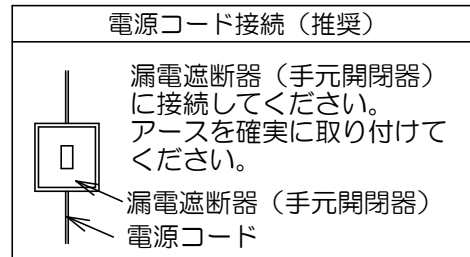 電源コード接続（推奨）
漏電遮断器（手元開閉器）
に接続してください。
アースを確実に取り付けて
ください。
漏電遮断器（手元開閉器）
電源コード